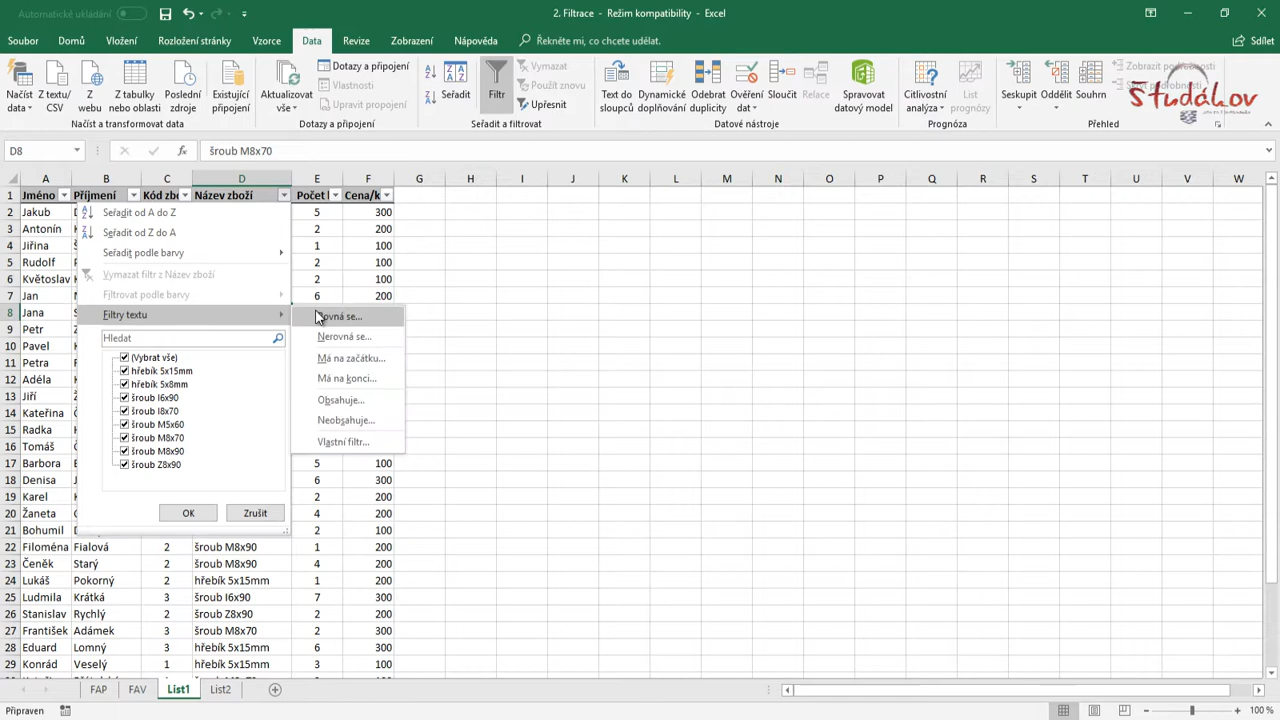 Automatické ukládání
2. Filtrace - Režim kompatibility - Excel
Soubor Domů Vložení Rozložení stránky Vzorce Data Revize Zobrazení Nápověda Řekněte mi, co chcete udělat. Sdílet
Načíst data Z textu/CSV Z webu Z tabulky nebo oblasti Poslední zdroje Existující připojení
Načíst a transformovat data
Aktualizovat vše Dotazy a připojení Vlastnosti Upravit propojení
Dotazy a připojení
Seřadit Filtr Vymazat Použít znovu Upřesnit
Seřadit a filtrovat
Text do sloupců Dynamické doplňování Odebrat duplicity Ověření dat Sloučit Relace Spravovat datový model
Datové nástroje
Citlivostní analýza List prognózy
Prognóza
Seskupit Oddělit Souhrn Zobrazit podrobnosti
Přehled
Študákov
D8 šroub M8x70
A B C D E F G H I J K L M N O P Q R S T U V W
1 Jméno Příjmení Kód zbo Název zboží Počet Cena/k
2 Jakub 5 300
3 Antonín 2 200
4 Jiřina 1 100
5 Rudolf 2 100
6 Květoslav 2 100
7 Jan 6 200
8 Jana
9 Petr
10 Pavel
11 Petra
12 Adéla
13 Jiří
14 Kateřina
15 Radka
16 Tomáš
17 Barbora 5 100
18 Denisa 6 300
19 Karel 2 200
20 Žaneta 4 200
21 Bohumil 2 100
22 Filoména Fialová 2 šroub M8x90 1 200
23 Čeněk Starý 2 šroub M8x90 4 200
24 Lukáš Pokorný 2 hřebík 5x15mm 1 200
25 Ludmila Krátká 3 šroub I6x90 7 300
26 Stanislav Rychlý 2 šroub Z8x90 2 200
27 František Adámek 3 šroub M8x70 2 300
28 Eduard Lomný 3 hřebík 5x15mm 6 300
29 Konrád Veselý 1 hřebík 5x15mm 3 100
Seřadit od A do Z
Seřadit od Z do A
Seřadit podle barvy
Vymazat filtr z Název zboží
Filtrovat podle barvy
Filtry textu
Hledat
(Vybrat vše)
hřebík 5x15mm
hřebík 5x8mm
šroub I6x90
šroub I8x70
šroub M5x60
šroub M8x70
šroub M8x90
šroub Z8x90
OK Zrušit
Rovná se...
Nerovná se...
Má na začátku...
Má na konci...
Obsahuje...
Neobsahuje...
Vlastní filtr...
FAP FAV List1 List2
Připraven
100 %